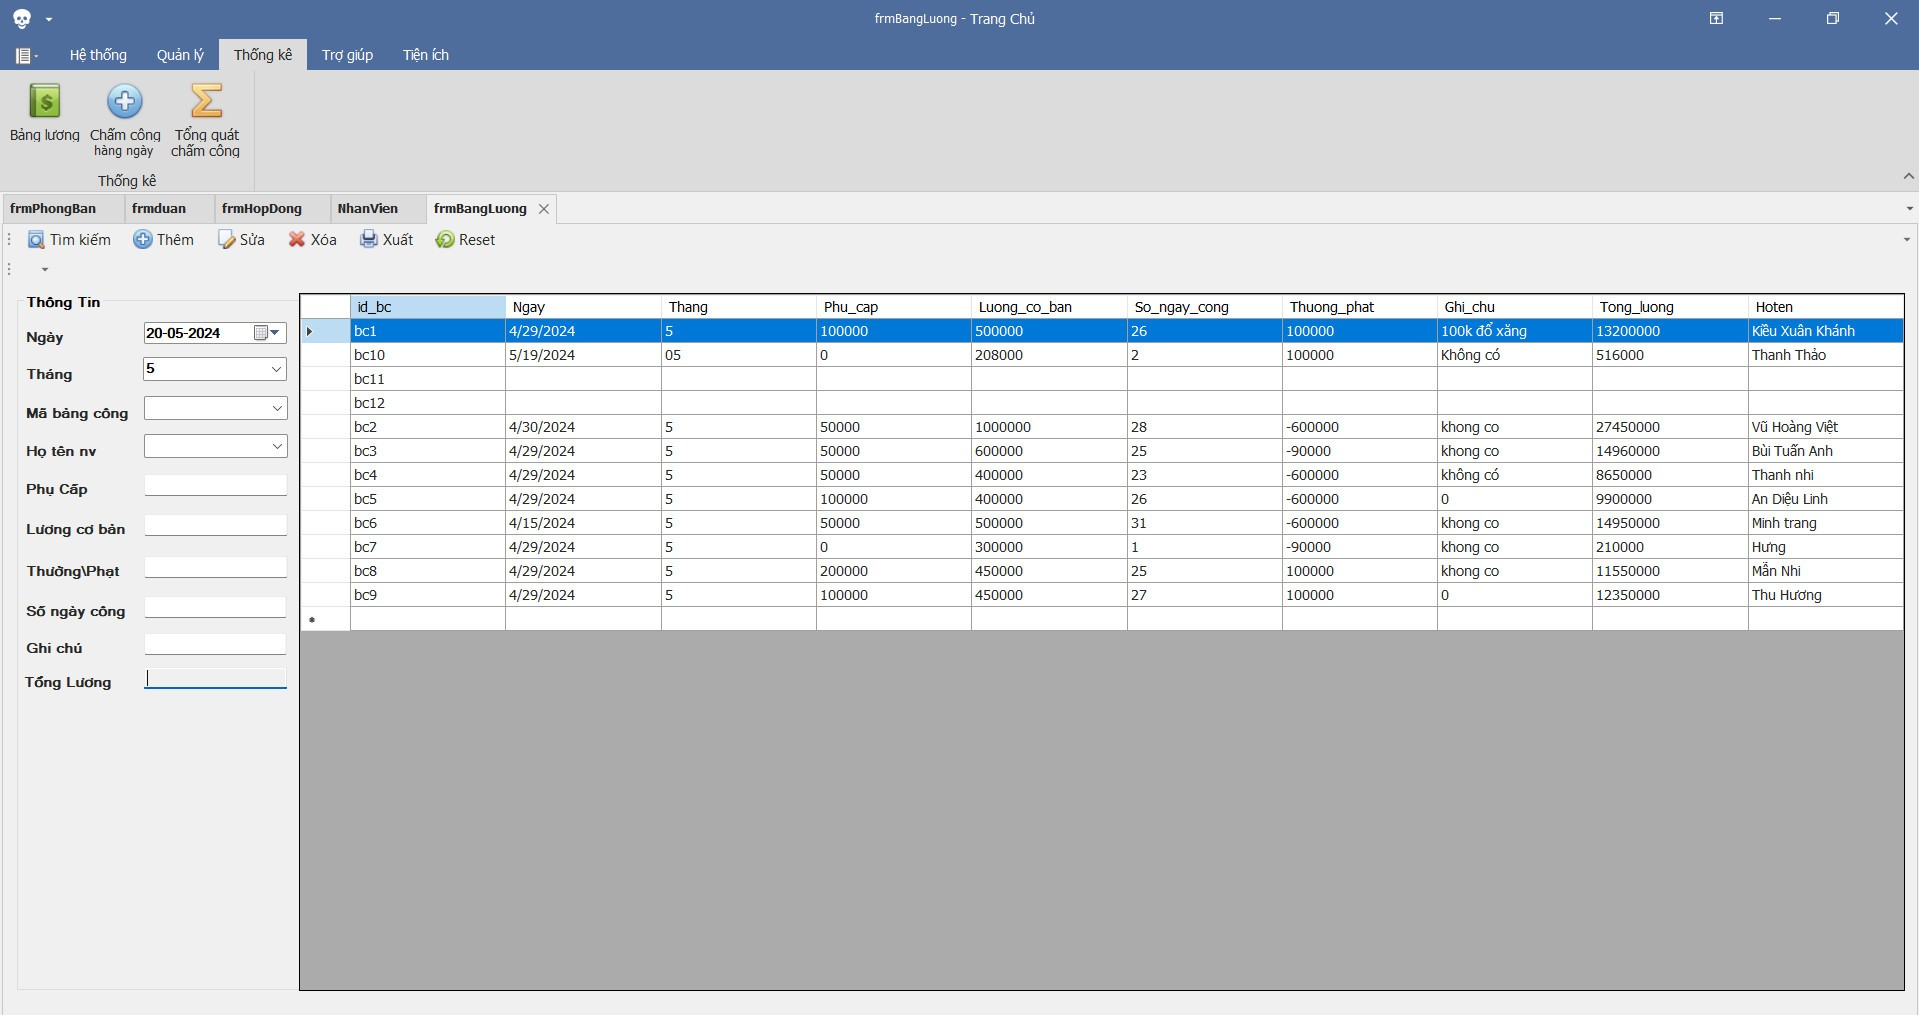 frmBangLuong - Trang Chủ
Hệ thống Quản lý Thống kê Trợ giúp Tiện ích
Bảng lương Chấm công hàng ngày Tổng quát chấm công
Thống kê
frmPhongBan frmduan frmHopDong NhanVien frmBangLuong
Tìm kiếm Thêm Sửa Xóa Xuất Reset
Thông Tin
Ngày 20-05-2024
Tháng 5
Mã bảng công
Họ tên nv
Phụ Cấp
Lương cơ bản
Thưởng\Phạt
Số ngày công
Ghi chú
Tổng Lương
id_bc Ngay Thang Phu_cap Luong_co_ban So_ngay_cong Thuong_phat Ghi_chu Tong_luong Hoten
bc1 4/29/2024 5 100000 500000 26 100000 100k đổ xăng 13200000 Kiều Xuân Khánh
bc10 5/19/2024 05 0 208000 2 100000 Không có 516000 Thanh Thảo
bc11
bc12
bc2 4/30/2024 5 50000 1000000 28 -600000 khong co 27450000 Vũ Hoàng Việt
bc3 4/29/2024 5 50000 600000 25 -90000 khong co 14960000 Bùi Tuấn Anh
bc4 4/29/2024 5 50000 400000 23 -600000 không có 8650000 Thanh nhi
bc5 4/29/2024 5 100000 400000 26 -600000 0 9900000 An Diệu Linh
bc6 4/15/2024 5 50000 500000 31 -600000 khong co 14950000 Minh trang
bc7 4/29/2024 5 0 300000 1 -90000 khong co 210000 Hưng
bc8 4/29/2024 5 200000 450000 25 100000 khong co 11550000 Mẫn Nhi
bc9 4/29/2024 5 100000 450000 27 100000 0 12350000 Thu Hương